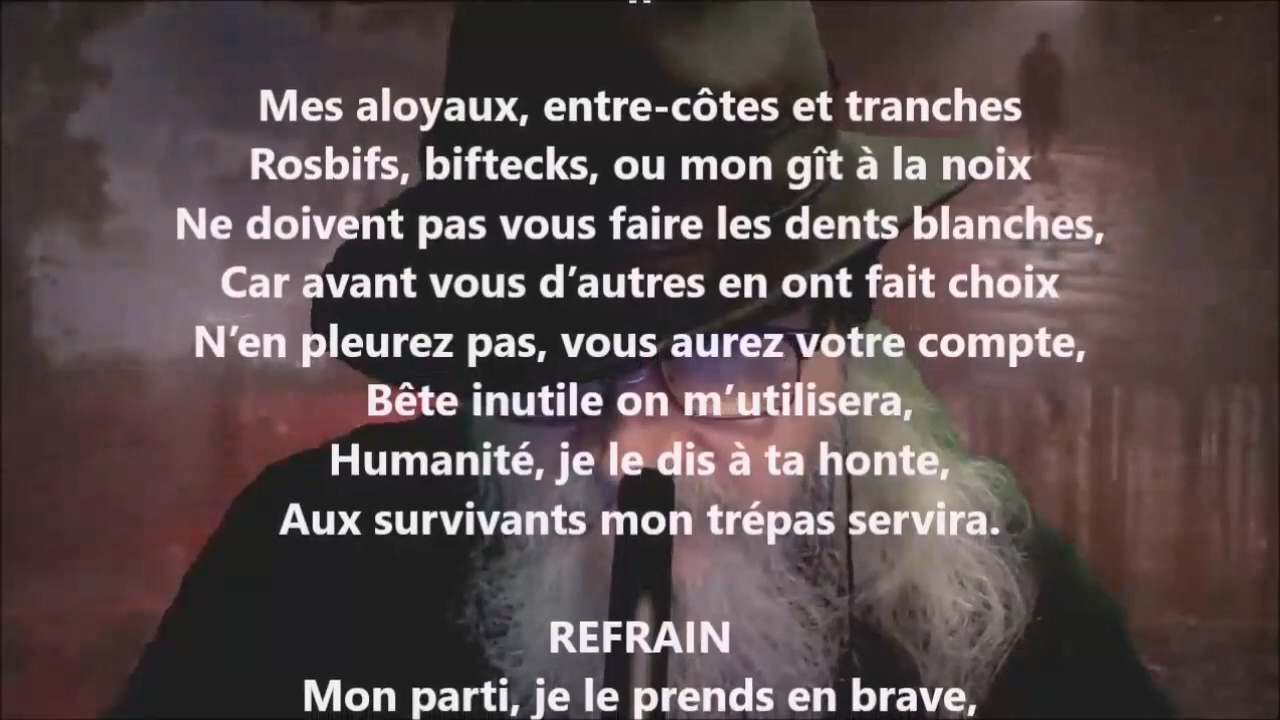 Mes aloyaux, entre-côtes et tranches
Rosbifs, biftecks, ou mon gît à la noix
Ne doivent pas vous faire les dents blanches,
Car avant vous d’autres en ont fait choix
N’en pleurez pas, vous aurez votre compte,
Bête inutile on m’utilisera,
Humanité, je le dis à ta honte,
Aux survivants mon trépas servira.
REFRAIN
Mon parti, je le prends en brave,